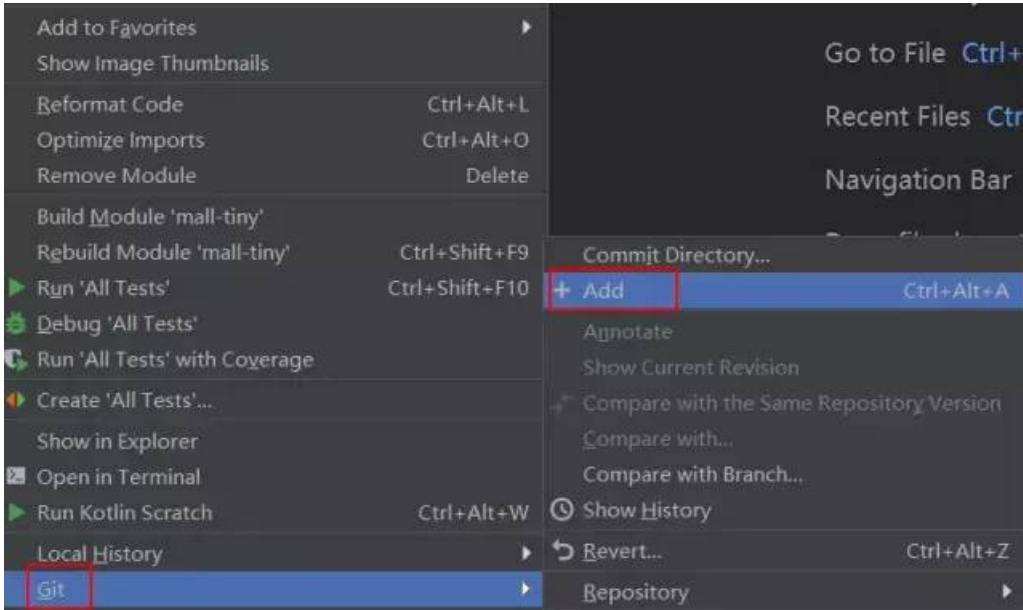 Add to Favorites
Show Image Thumbnails
Reformat Code Ctrl+Alt+L
Optimize Imports Ctrl+Alt+O
Remove Module Delete
Build Module 'mall-tiny'
Rebuild Module 'mall-tiny' Ctrl+Shift+F9
Run 'All Tests' Ctrl+Shift+F10
Debug 'All Tests'
Run 'All Tests' with Coverage
Create 'All Tests'...
Show in Explorer
Open in Terminal
Run Kotlin Scratch Ctrl+Alt+W
Local History
Git
Go to File Ctrl+
Recent Files Ctr
Navigation Bar
Commit Directory...
Add Ctrl+Alt+A
Annotate
Show Current Revision
Compare with the Same Repository Version
Compare with...
Compare with Branch...
Show History
Revert... Ctrl+Alt+Z
Repository